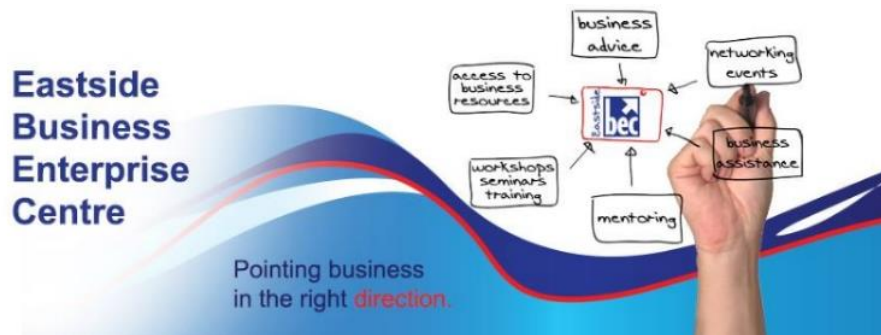 Eastside
Business
Enterprise
Centre
Pointing business
in the right direction.
business
advice
networking
events
access to
business
resources
Eastside
bec
business
assistance
workshops
seminars
training
mentoring